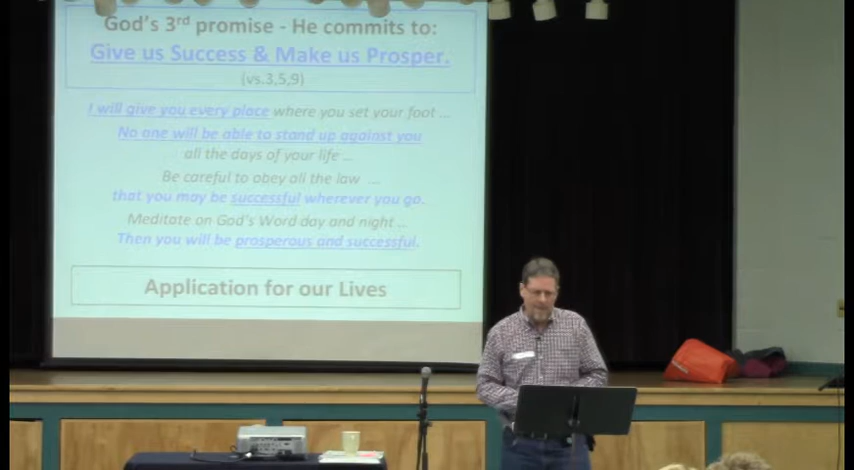 God's 3rd promise - He commits to:
Give us Success & Make us Prosper.
(vs.3,5,9)
I will give you every place where you set your foot ...
No one will be able to stand up against you
all the days of your life ...
Be careful to obey all the law ...
that you may be successful wherever you go.
Meditate on God's Word day and night ...
Then you will be prosperous and successful.
Application for our Lives